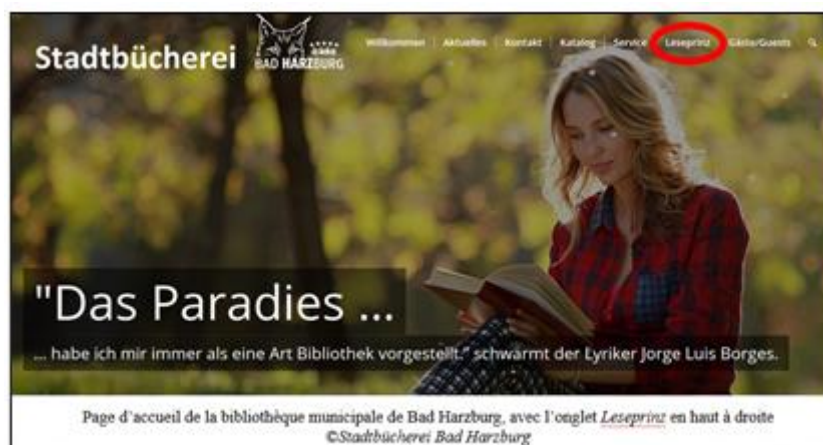 Stadtbücherei
BAD HARZBURG
Willkommen | Aktuelles | Kontakt | Katalog | Service | Leseprinz | Gäste/Guests
"Das Paradies ...
... habe ich mir immer als eine Art Bibliothek vorgestellt." schwärmt der Lyriker Jorge Luis Borges.
Page d'accueil de la bibliothèque municipale de Bad Harzburg, avec l'onglet Leseprinz en haut à droite
©Stadtbücherei Bad Harzburg